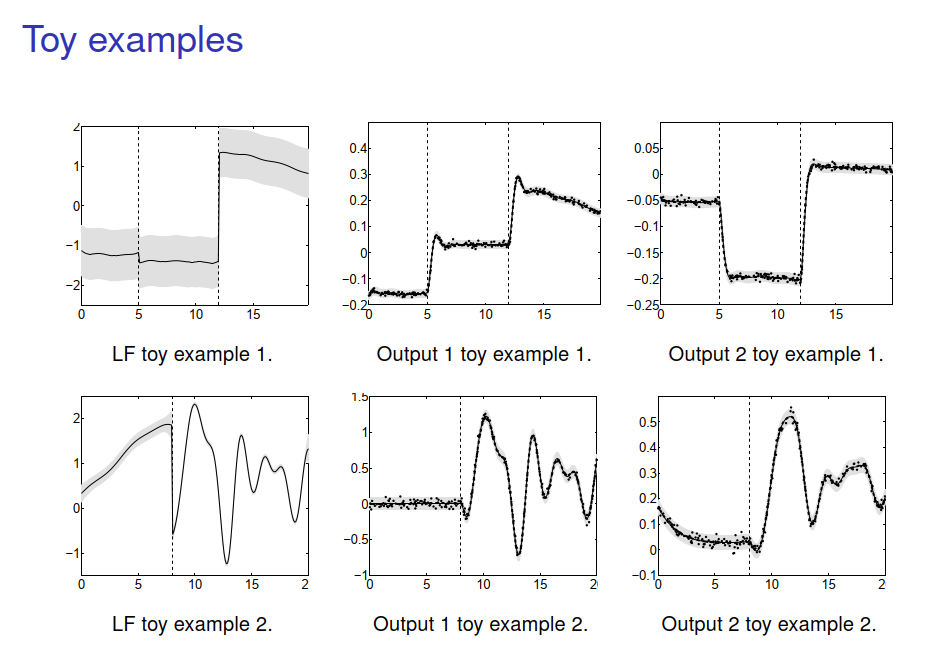 Toy examples
2
1
0
−1
−2
0 5 10 15
LF toy example 1.
0.4
0.3
0.2
0.1
0
−0.1
−0.2
0 5 10 15
Output 1 toy example 1.
0.05
0
−0.05
−0.1
−0.15
−0.2
−0.25
0 5 10 15
Output 2 toy example 1.
2
1
0
−1
0 5 10 15 2
LF toy example 2.
1.5
1
0.5
0
−0.5
−1
0 5 10 15 2
Output 1 toy example 2.
0.5
0.4
0.3
0.2
0.1
0
−0.1
0 5 10 15 2
Output 2 toy example 2.